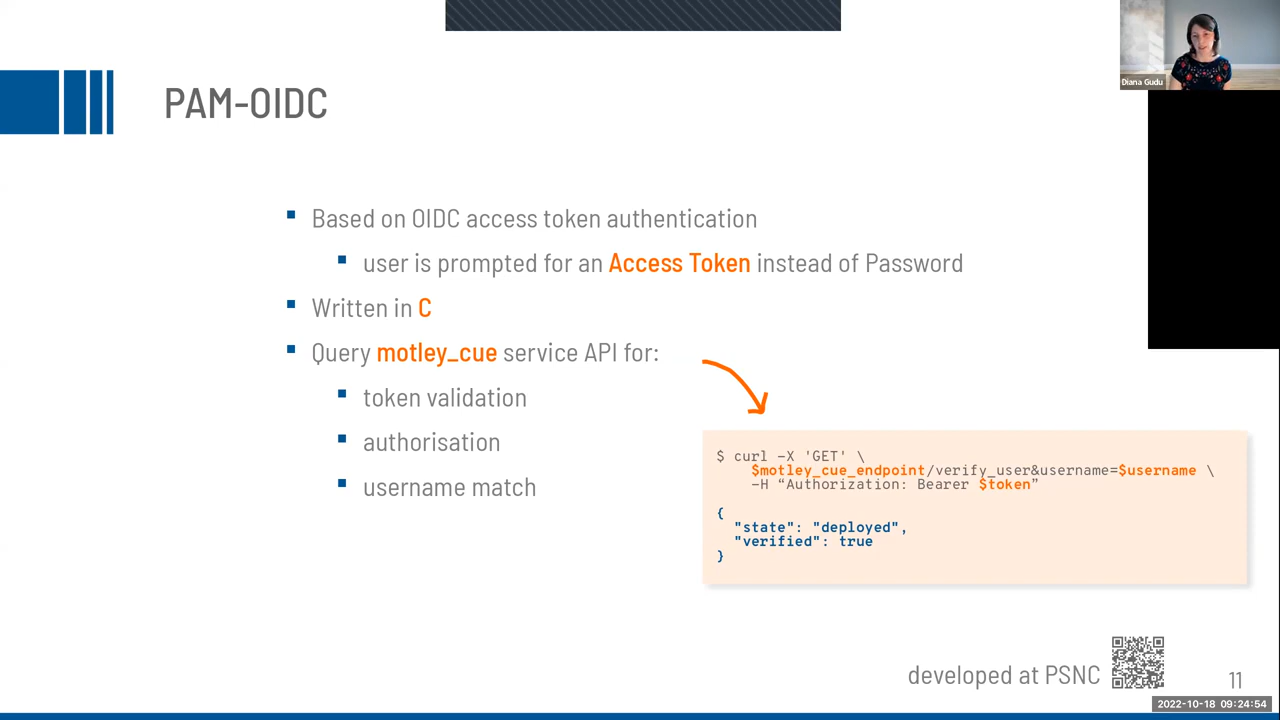 Diana Gudu
PAM-OIDC
Based on OIDC access token authentication
user is prompted for an Access Token instead of Password
Written in C
Query motley_cue service API for:
token validation
authorisation
username match
$ curl -X 'GET' \
$motley_cue_endpoint/verify_user&username=$username \
-H “Authorization: Bearer $token”
{
"state": "deployed",
"verified": true
}
developed at PSNC
11
2022-10-18 09:24:54